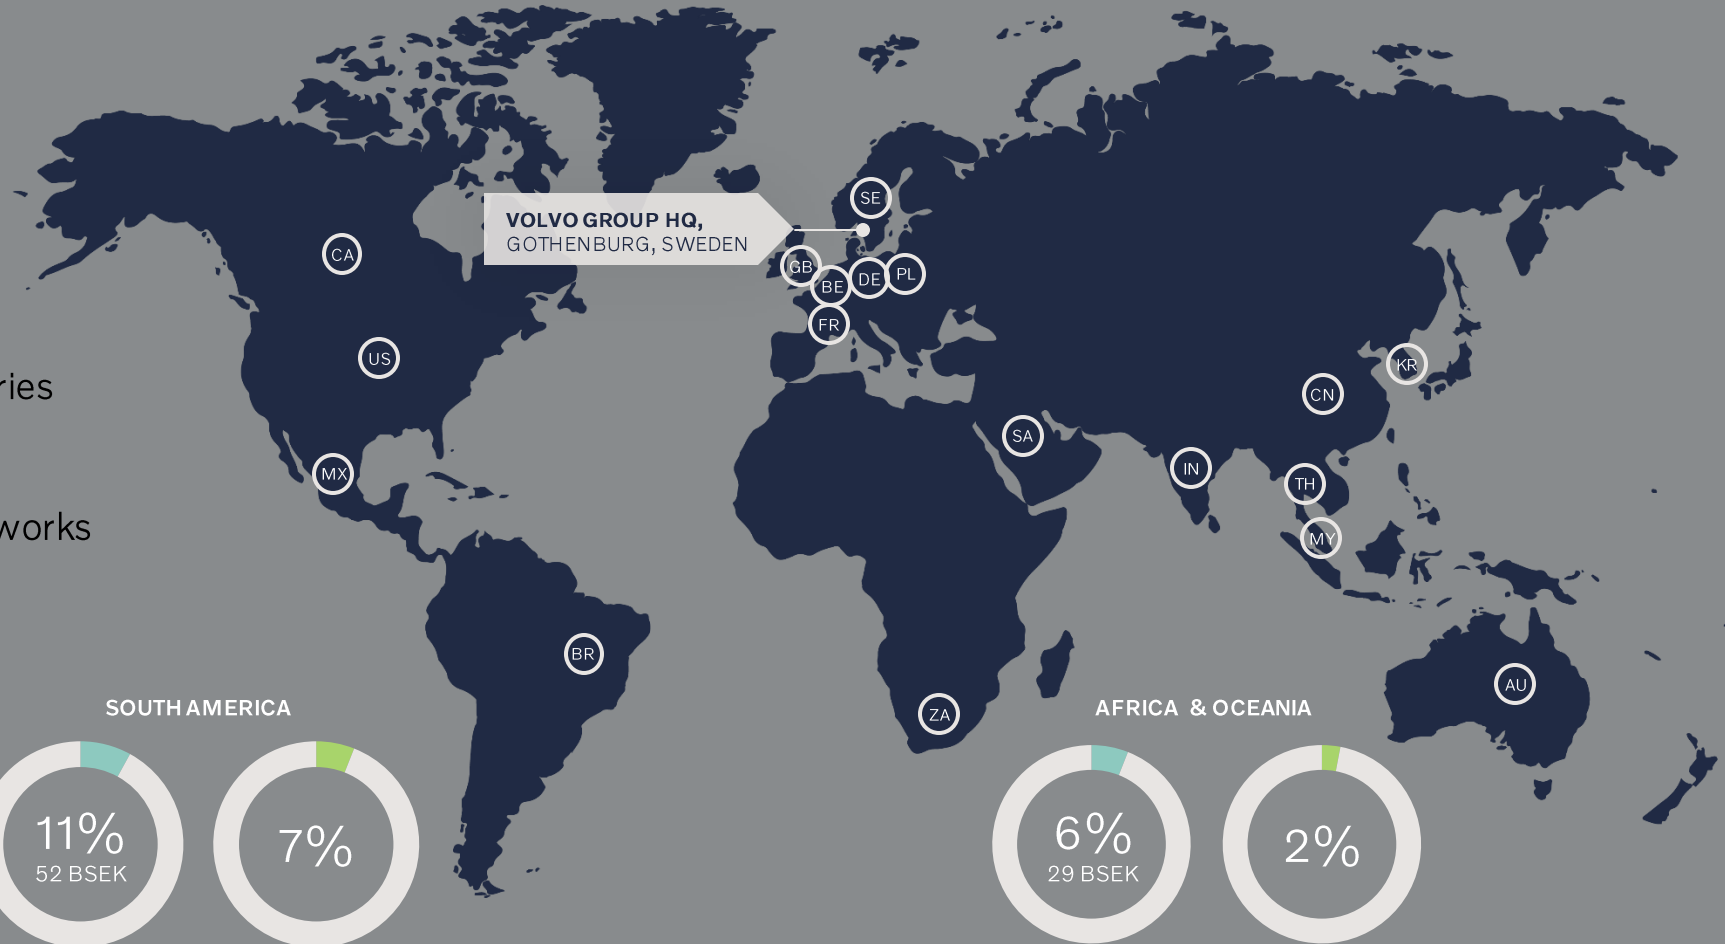 SE
VOLVO GROUP HQ,
GOTHENBURG, SWEDEN
CA
GB
BE
DE
PL
FR
US
KR
ries
CN
SA
MX
IN
TH
works
MY
BR
AU
ZA
SOUTH AMERICA
AFRICA & OCEANIA
11%
52 BSEK
7%
6%
29 BSEK
2%